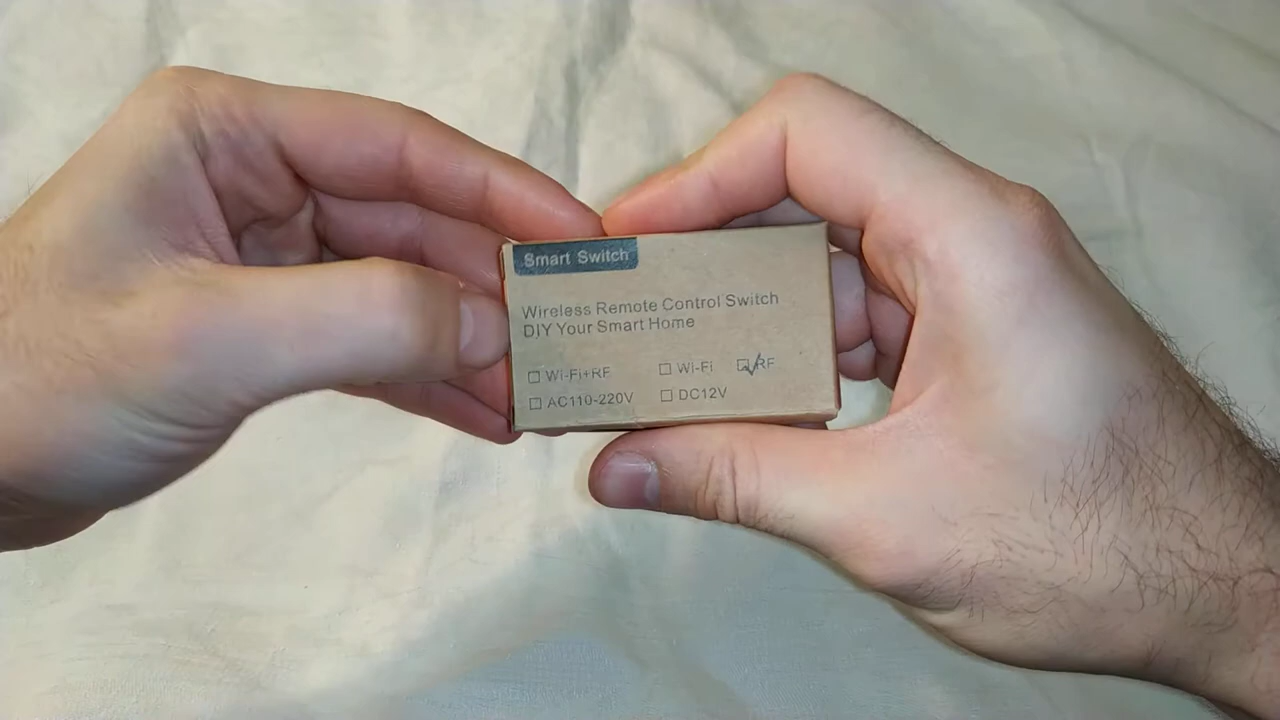 Smart Switch
Wireless Remote Control Switch
DIY Your Smart Home
☐ Wi-Fi+RF ☐ Wi-Fi ☑ RF
☐ AC110-220V ☐ DC12V